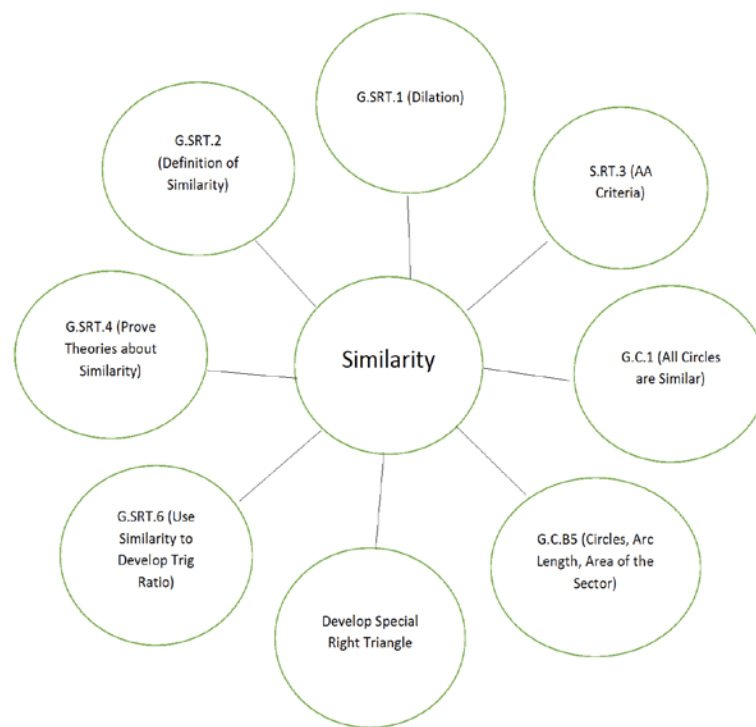 G.SRT.1 (Dilation)
G.SRT.2
(Definition of
Similarity)
S.RT.3 (AA
Criteria)
G.SRT.4 (Prove
Theories about
Similarity)
Similarity
G.C.1 (All Circles
are Similar)
G.SRT.6 (Use
Similarity to
Develop Trig
Ratio)
G.C.B5 (Circles, Arc
Length, Area of the
Sector)
Develop Special
Right Triangle